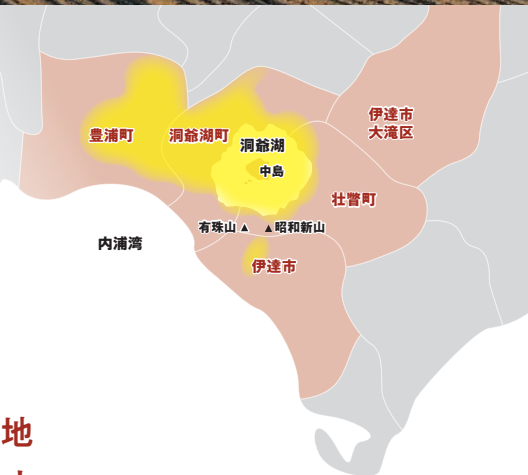 伊達市
大滝区
豊浦町
洞爺湖町
洞爺湖
中島
壮瞥町
有珠山▲
▲昭和新山
内浦湾
伊達市
地